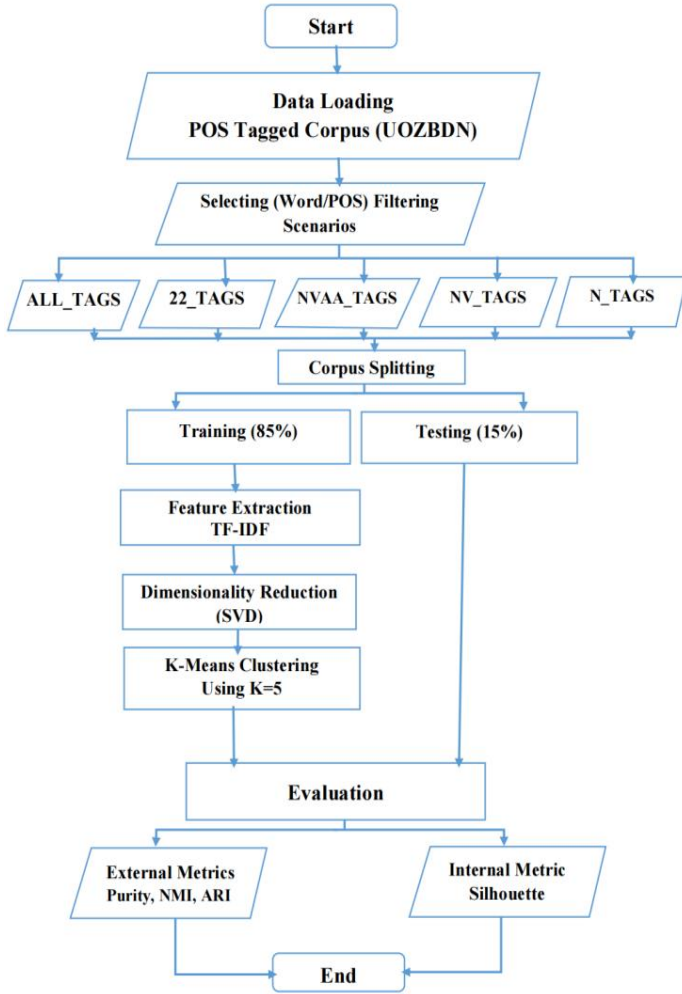 Start
Data Loading
POS Tagged Corpus (UOZBDN)
Selecting (Word/POS) Filtering
Scenarios
ALL_TAGS
22_TAGS
NVAA_TAGS
NV_TAGS
N_TAGS
Corpus Splitting
Training (85%)
Testing (15%)
Feature Extraction
TF-IDF
Dimensionality Reduction
(SVD)
K-Means Clustering
Using K=5
Evaluation
External Metrics
Purity, NMI, ARI
Internal Metric
Silhouette
End